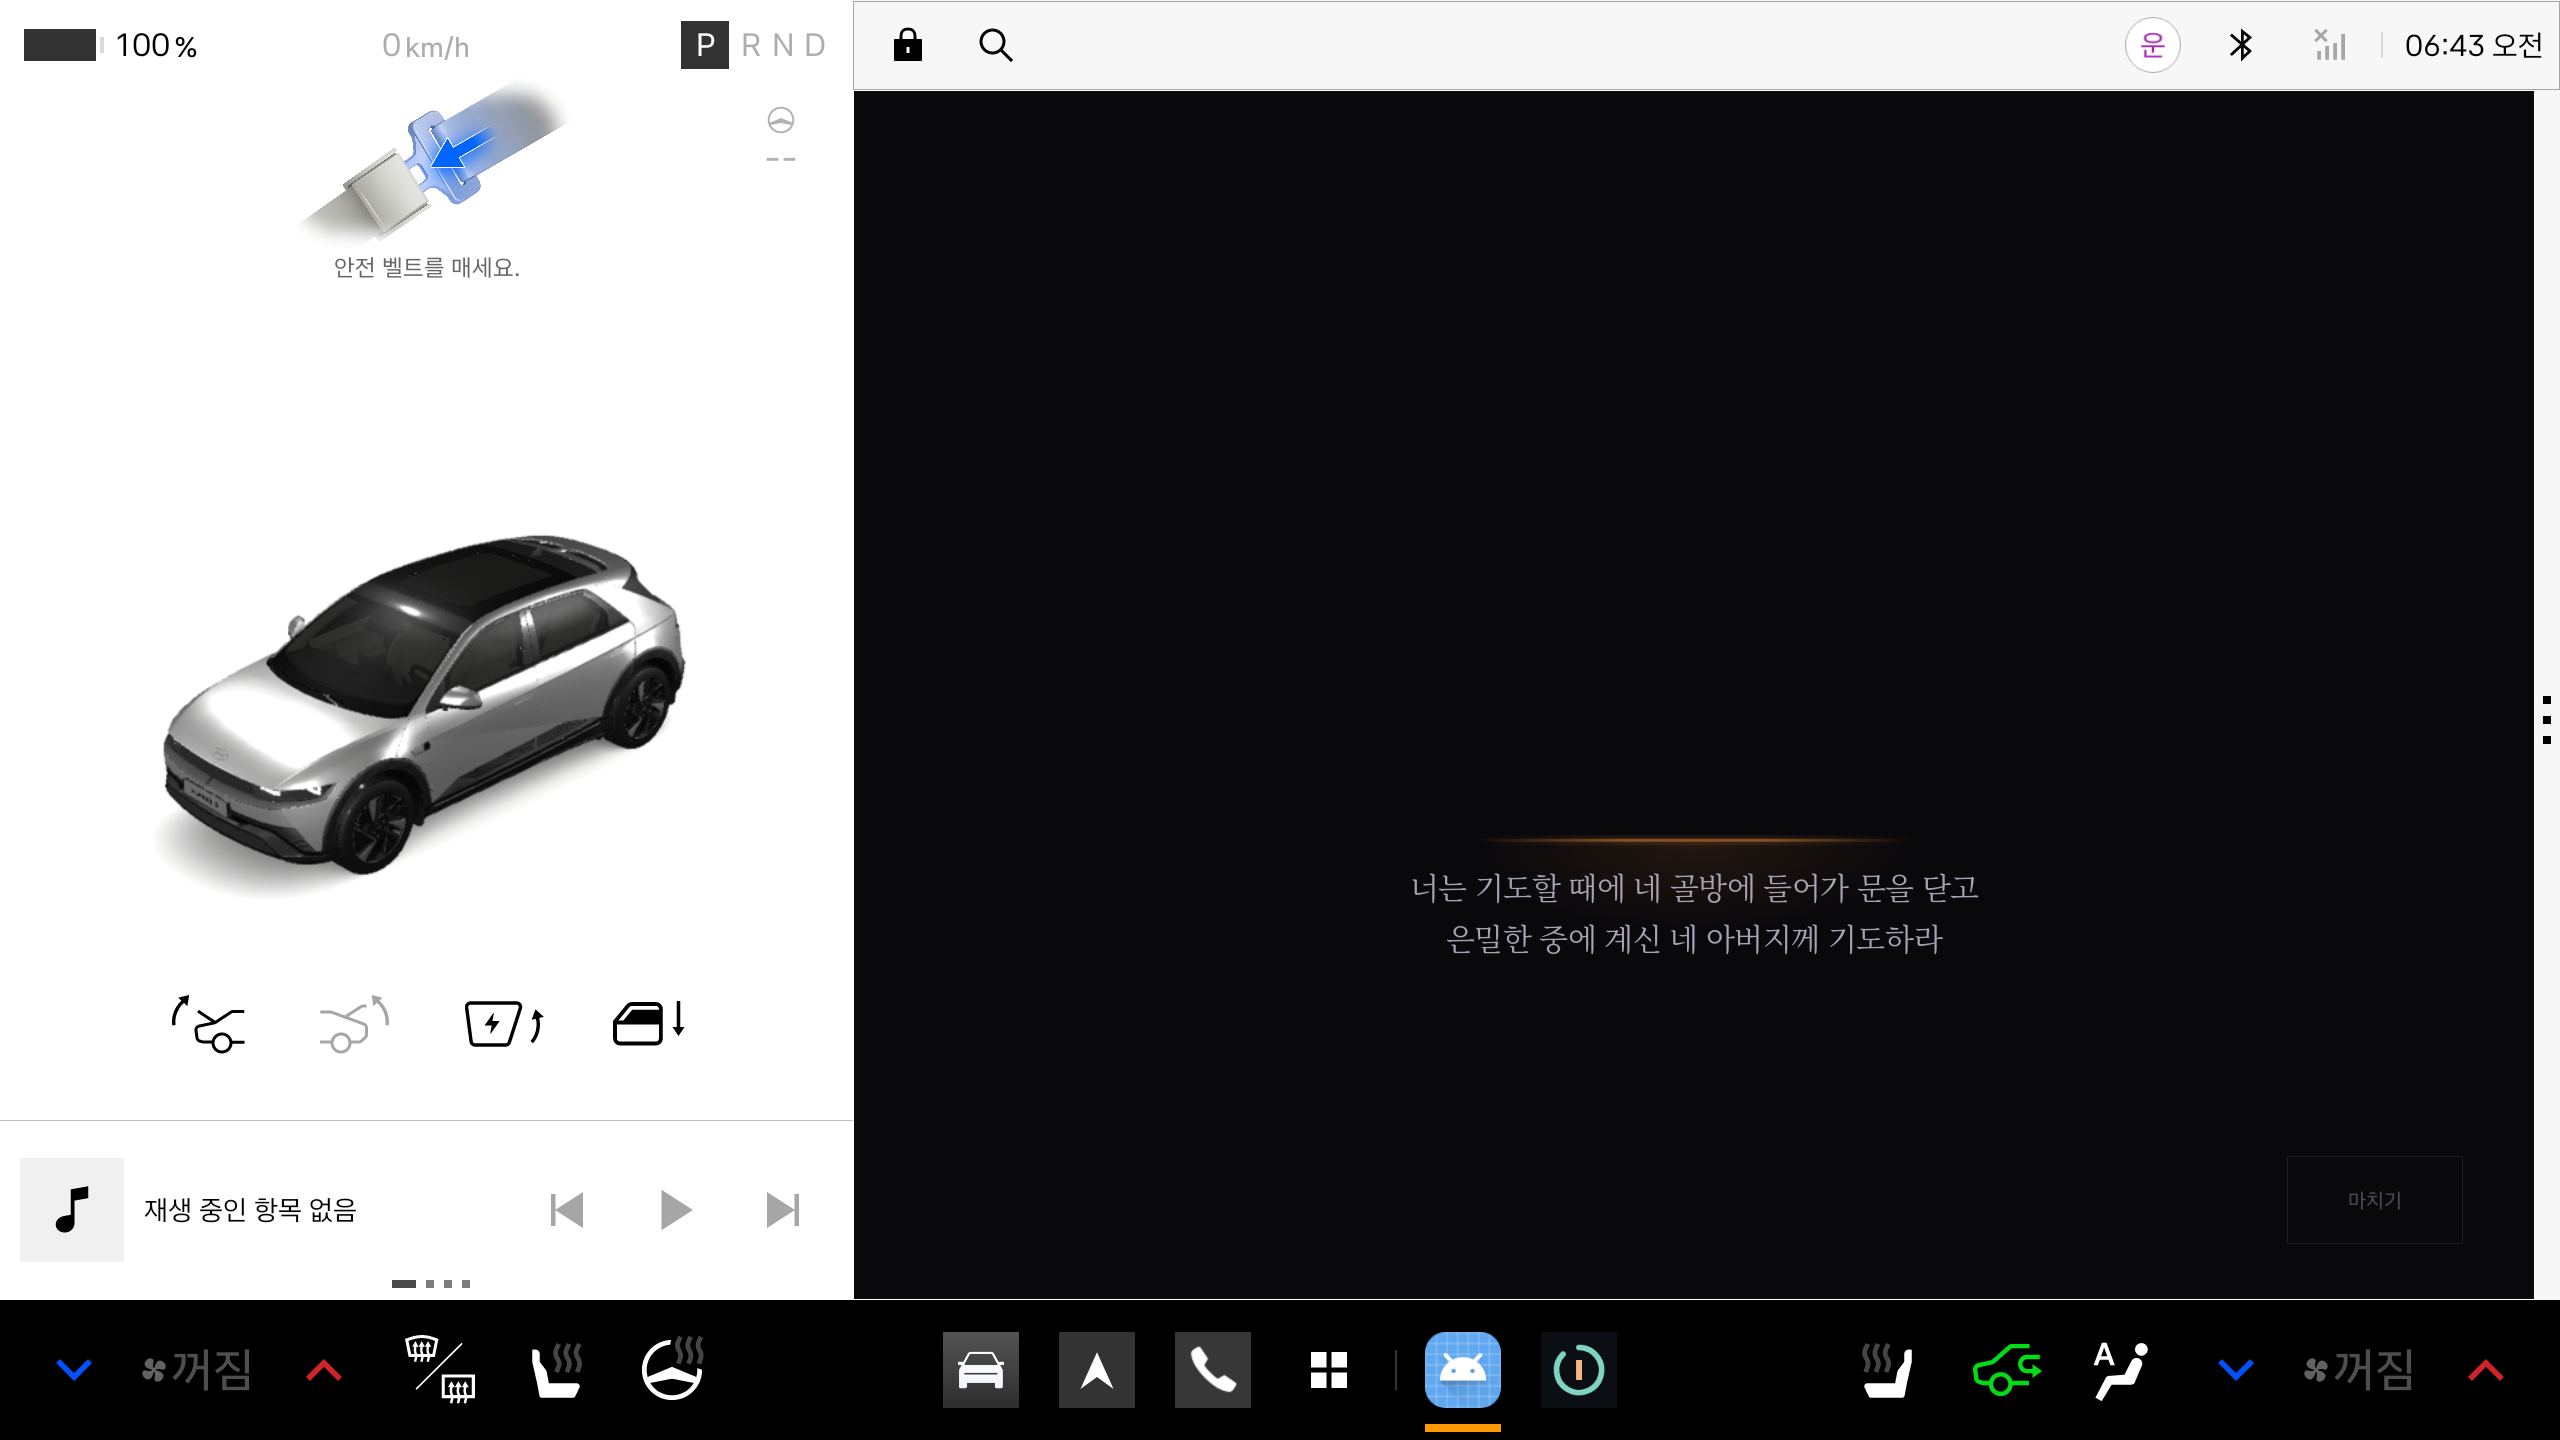 100 %
0 km/h
P R N D
운
06:43 오전
안전 벨트를 매세요.
너는 기도할 때에 네 골방에 들어가 문을 닫고
은밀한 중에 계신 네 아버지께 기도하라
마치기
재생 중인 항목 없음
꺼짐
A
꺼짐